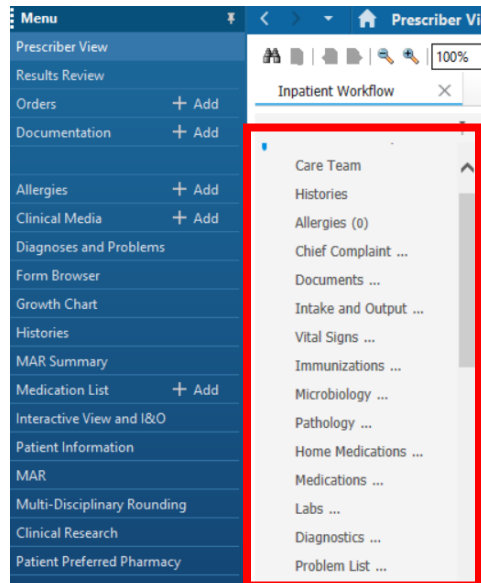 Menu
Prescriber View
Results Review
Orders + Add
Documentation + Add
Allergies + Add
Clinical Media + Add
Diagnoses and Problems
Form Browser
Growth Chart
Histories
MAR Summary
Medication List + Add
Interactive View and I&O
Patient Information
MAR
Multi-Disciplinary Rounding
Clinical Research
Patient Preferred Pharmacy
Prescriber
100%
Inpatient Workflow
Care Team
Histories
Allergies (0)
Chief Complaint ...
Documents ...
Intake and Output ...
Vital Signs ...
Immunizations ...
Microbiology ...
Pathology ...
Home Medications ...
Medications ...
Labs ...
Diagnostics ...
Problem List ...